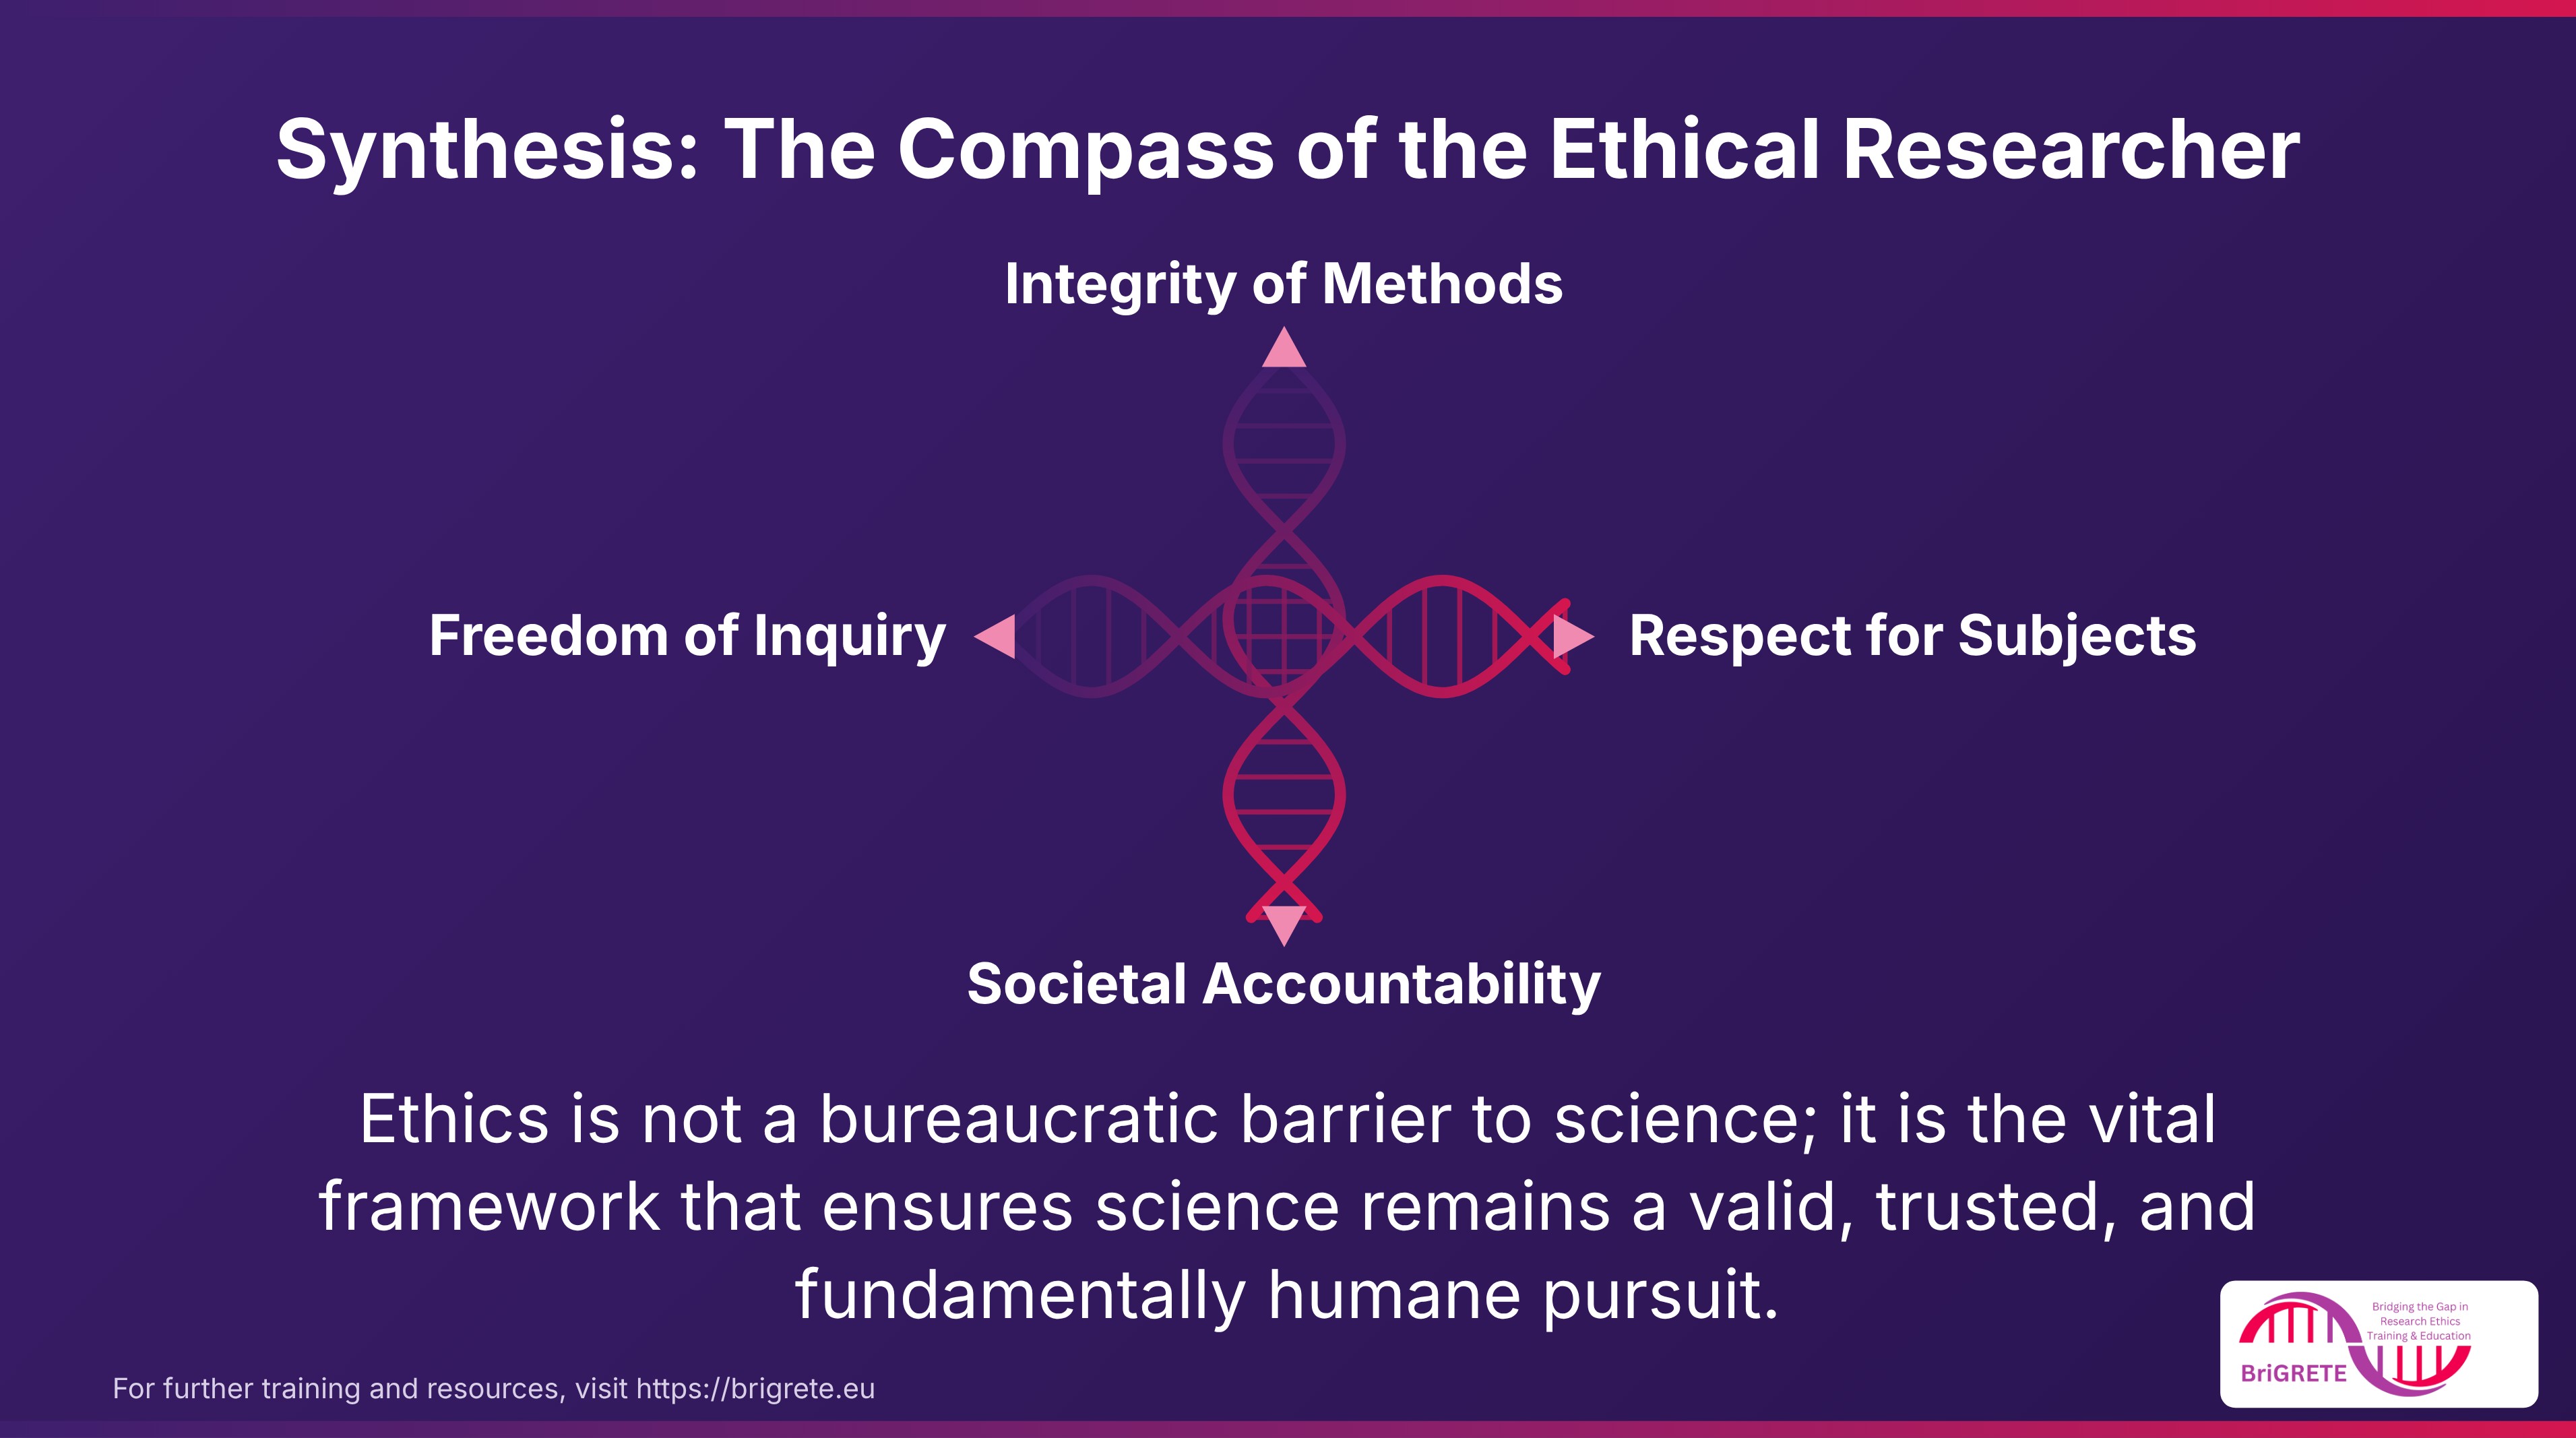 Synthesis: The Compass of the Ethical Researcher
Integrity of Methods
Freedom of Inquiry
Respect for Subjects
Societal Accountability
Ethics is not a bureaucratic barrier to science; it is the vital
framework that ensures science remains a valid, trusted, and
fundamentally humane pursuit.
For further training and resources, visit https://brigrete.eu
Bridging the Gap in
Research Ethics
Training & Education
BriGRETE